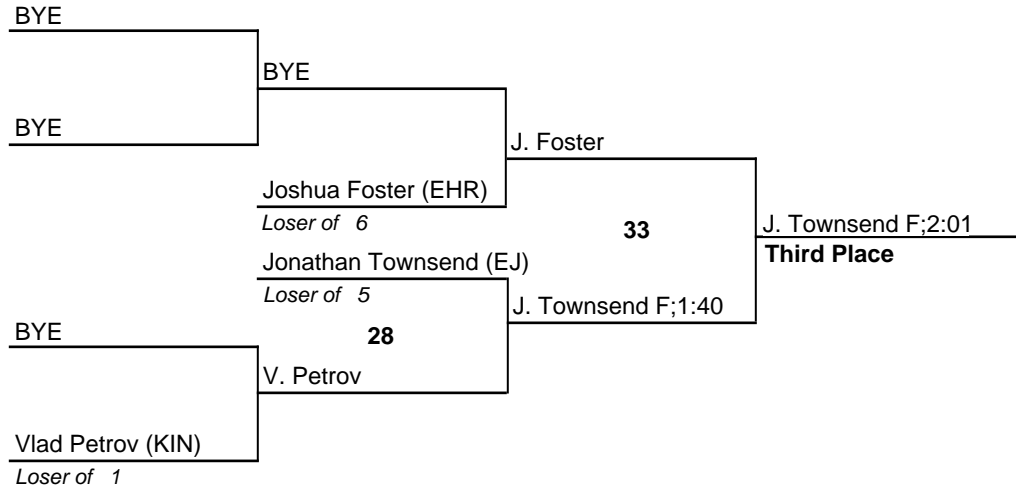 BYE
BYE
BYE
J. Foster
Joshua Foster (EHR)
Loser of 6
33
J. Townsend F;2:01
Third Place
Jonathan Townsend (EJ)
Loser of 5
J. Townsend F;1:40
BYE
28
V. Petrov
Vlad Petrov (KIN)
Loser of 1